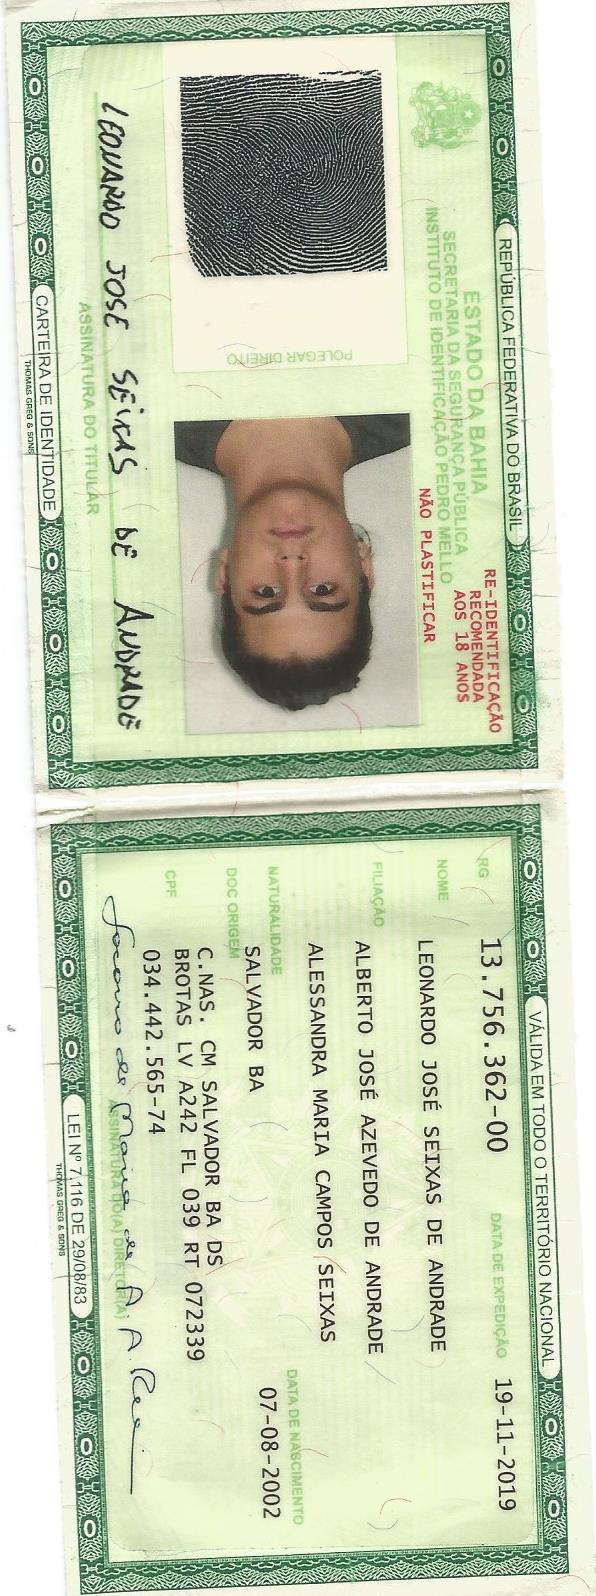 REPÚBLICA FEDERATIVA DO BRASIL
ESTADO DA BAHIA
SECRETARIA DA SEGURANÇA PÚBLICA
INSTITUTO DE IDENTIFICAÇÃO PEDRO MELLO
RE-IDENTIFICAÇÃO
RECOMENDADA
AOS 18 ANOS
NÃO PLASTIFICAR
POLEGAR DIREITO
LEONARDO JOSE SEIXAS DE ANDRADE
ASSINATURA DO TITULAR
CARTEIRA DE IDENTIDADE
THOMAS GREG & SONS
VÁLIDA EM TODO O TERRITÓRIO NACIONAL
RG 13.756.362-00 DATA DE EXPEDIÇÃO 19-11-2019
NOME LEONARDO JOSÉ SEIXAS DE ANDRADE
FILIAÇÃO ALBERTO JOSÉ AZEVEDO DE ANDRADE
ALESSANDRA MARIA CAMPOS SEIXAS
NATURALIDADE SALVADOR BA DATA DE NASCIMENTO 07-08-2002
DOC ORIGEM C.NAS. CM SALVADOR BA DS
BROTAS LV A242 FL 039 RT 072339
CPF 034.442.565-74
ASSINATURA DO(A) DIRETOR(A)
LEI Nº 7.116 DE 29/08/83
THOMAS GREG & SONS